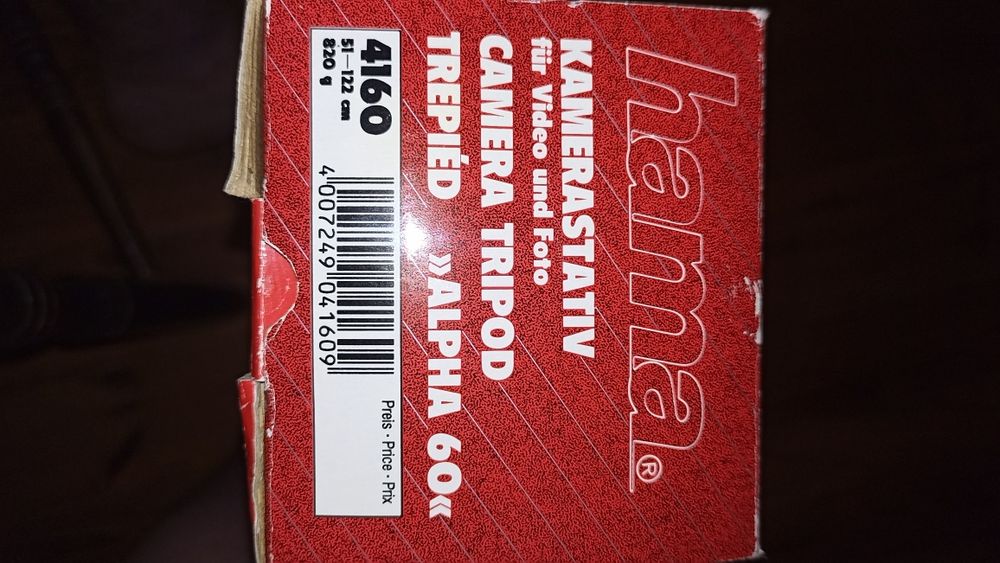 hama®
KAMERASTATIV
für Video und Foto
CAMERA TRIPOD
TREPIÉD »ALPHA 60«
4160
51–122 cm
820 g
4 007249 041609
Preis · Price · Prix